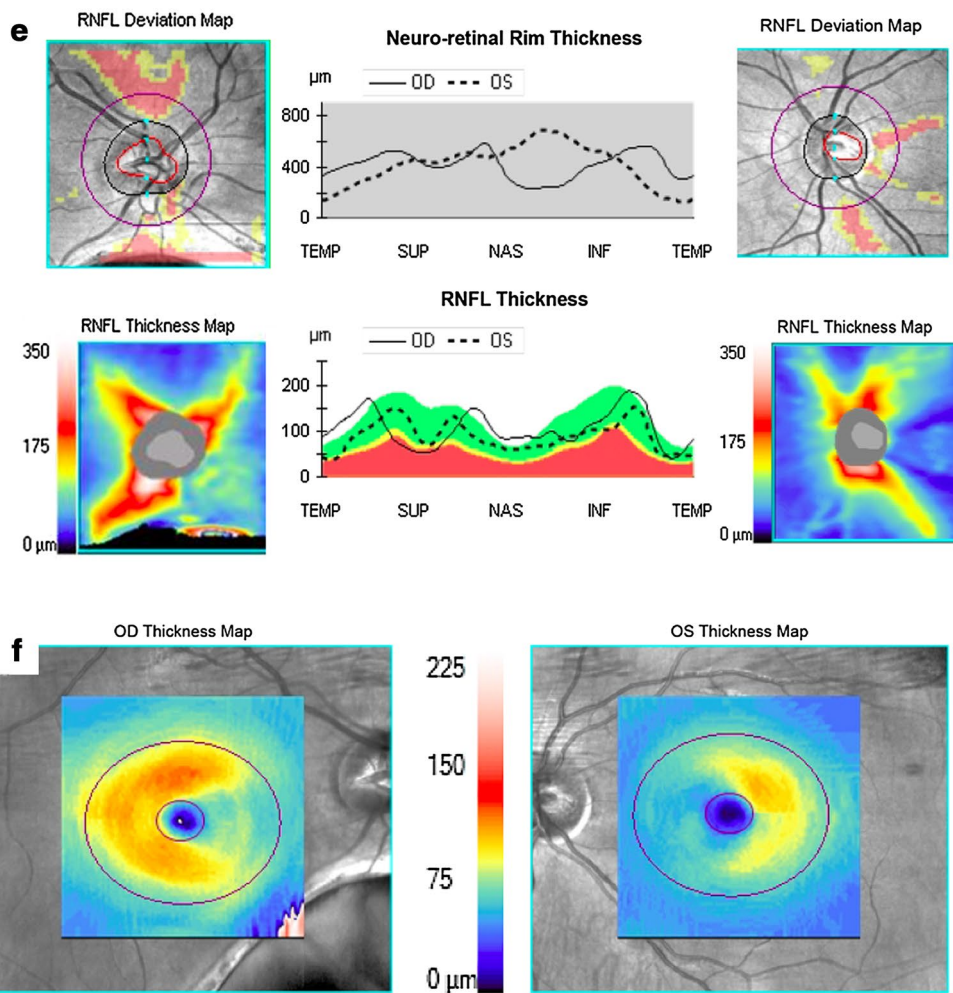 e
RNFL Deviation Map
Neuro-retinal Rim Thickness
RNFL Deviation Map
µm
OD OS
800
400
0
TEMP SUP NAS INF TEMP
RNFL Thickness
RNFL Thickness Map
RNFL Thickness Map
350
175
0 µm
µm
OD OS
200
100
0
TEMP SUP NAS INF TEMP
350
175
0 µm
f
OD Thickness Map
OS Thickness Map
225
150
75
0 µm